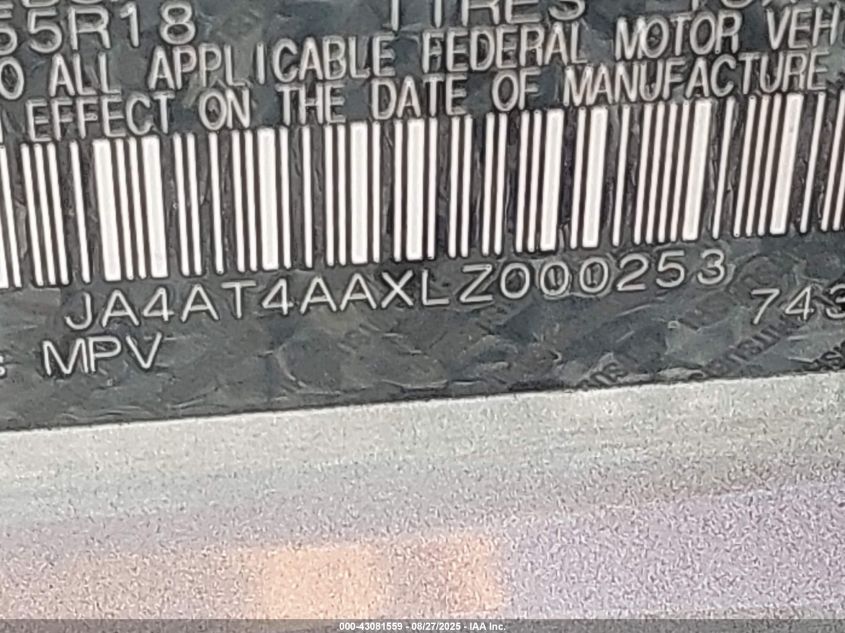 55R18 TIRES
O ALL APPLICABLE FEDERAL MOTOR VEH
EFFECT ON THE DATE OF MANUFACTURE
JA4AT4AAXLZ000253 743
: MPV
000-43081559 - 08/27/2025 - IAA Inc.